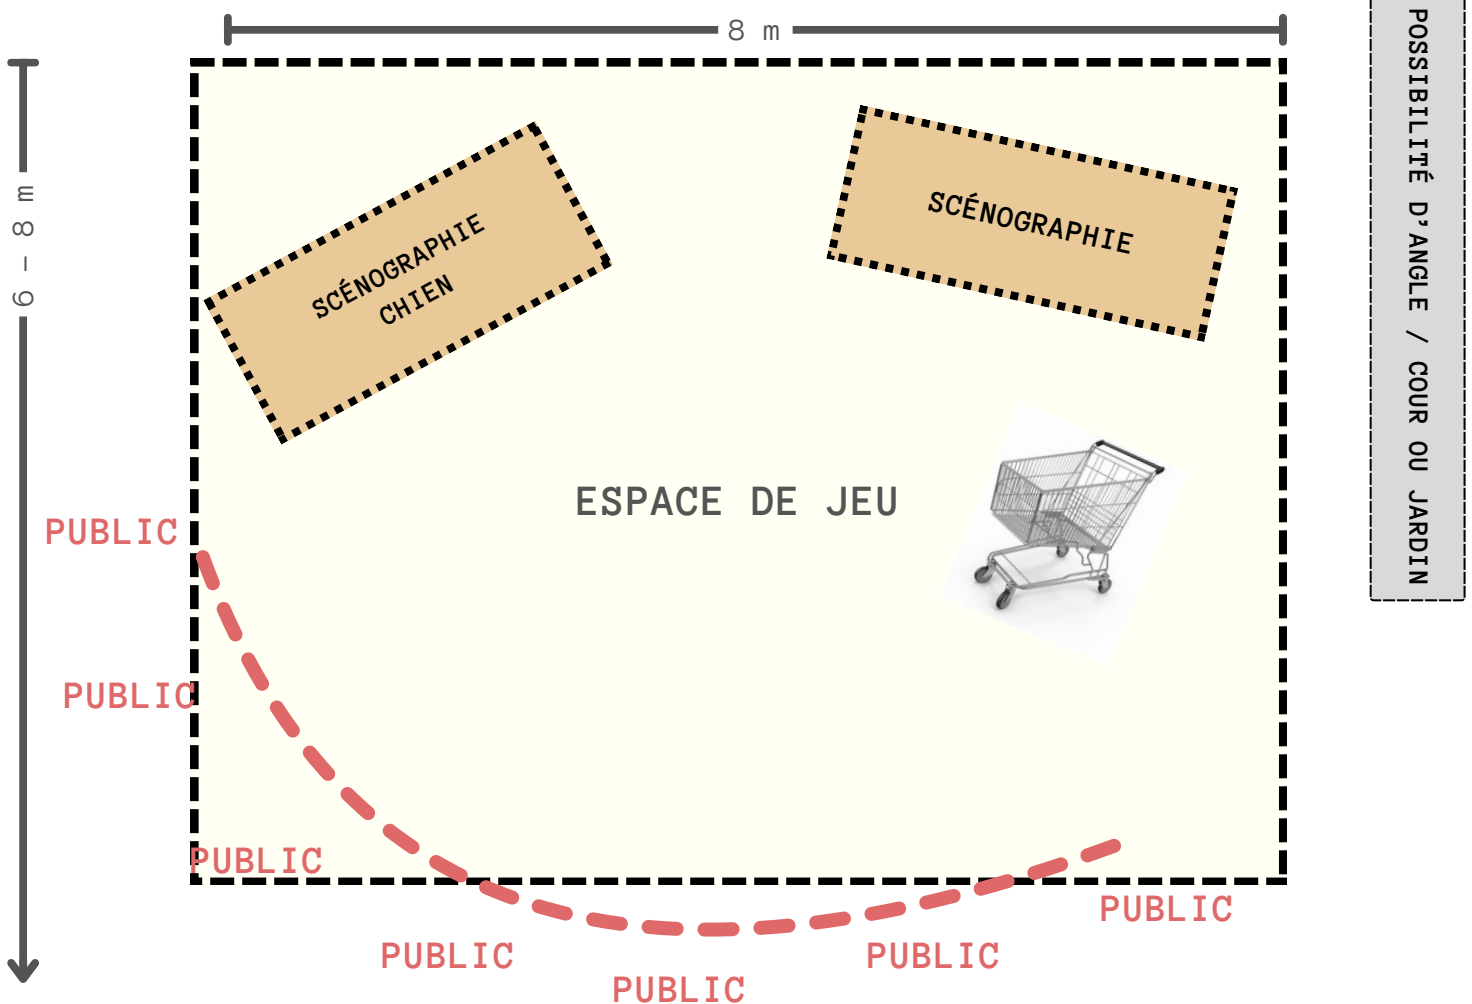 8 m
6 – 8 m
SCÉNOGRAPHIE
CHIEN
SCÉNOGRAPHIE
POSSIBILITÉ D'ANGLE / COUR OU JARDIN
ESPACE DE JEU
PUBLIC
PUBLIC
PUBLIC
PUBLIC
PUBLIC
PUBLIC
PUBLIC